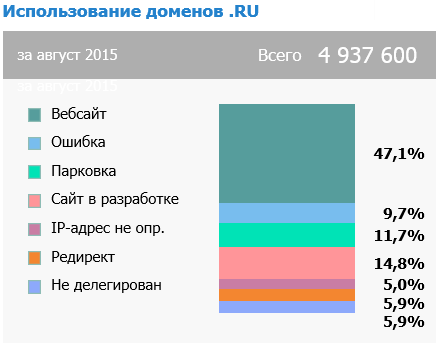 Использование доменов .RU
за август 2015 Всего 4 937 600
за август 2015
Вебсайт
Ошибка
Парковка
Сайт в разработке
IP-адрес не опр.
Редирект
Не делегирован
47,1%
9,7%
11,7%
14,8%
5,0%
5,9%
5,9%